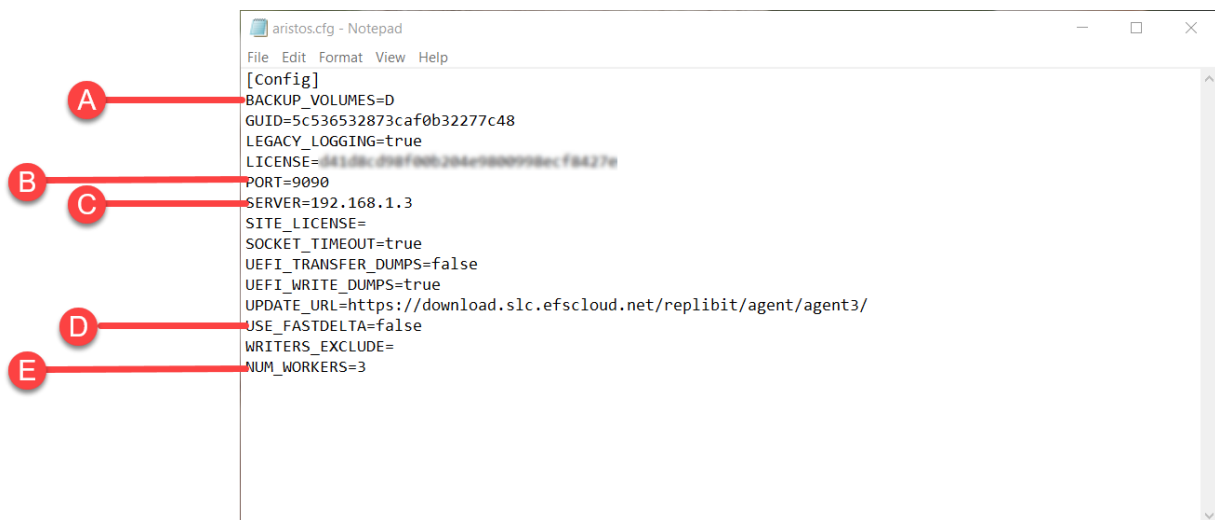 aristos.cfg - Notepad
File Edit Format View Help
[Config]
A
BACKUP_VOLUMES=D
GUID=5c536532873caf0b32277c48
LEGACY_LOGGING=true
LICENSE=
B
PORT=9090
C
SERVER=192.168.1.3
SITE_LICENSE=
SOCKET_TIMEOUT=true
UEFI_TRANSFER_DUMPS=false
UEFI_WRITE_DUMPS=true
UPDATE_URL=https://download.slc.efscloud.net/replibit/agent/agent3/
D
USE_FASTDELTA=false
WRITERS_EXCLUDE=
E
NUM_WORKERS=3